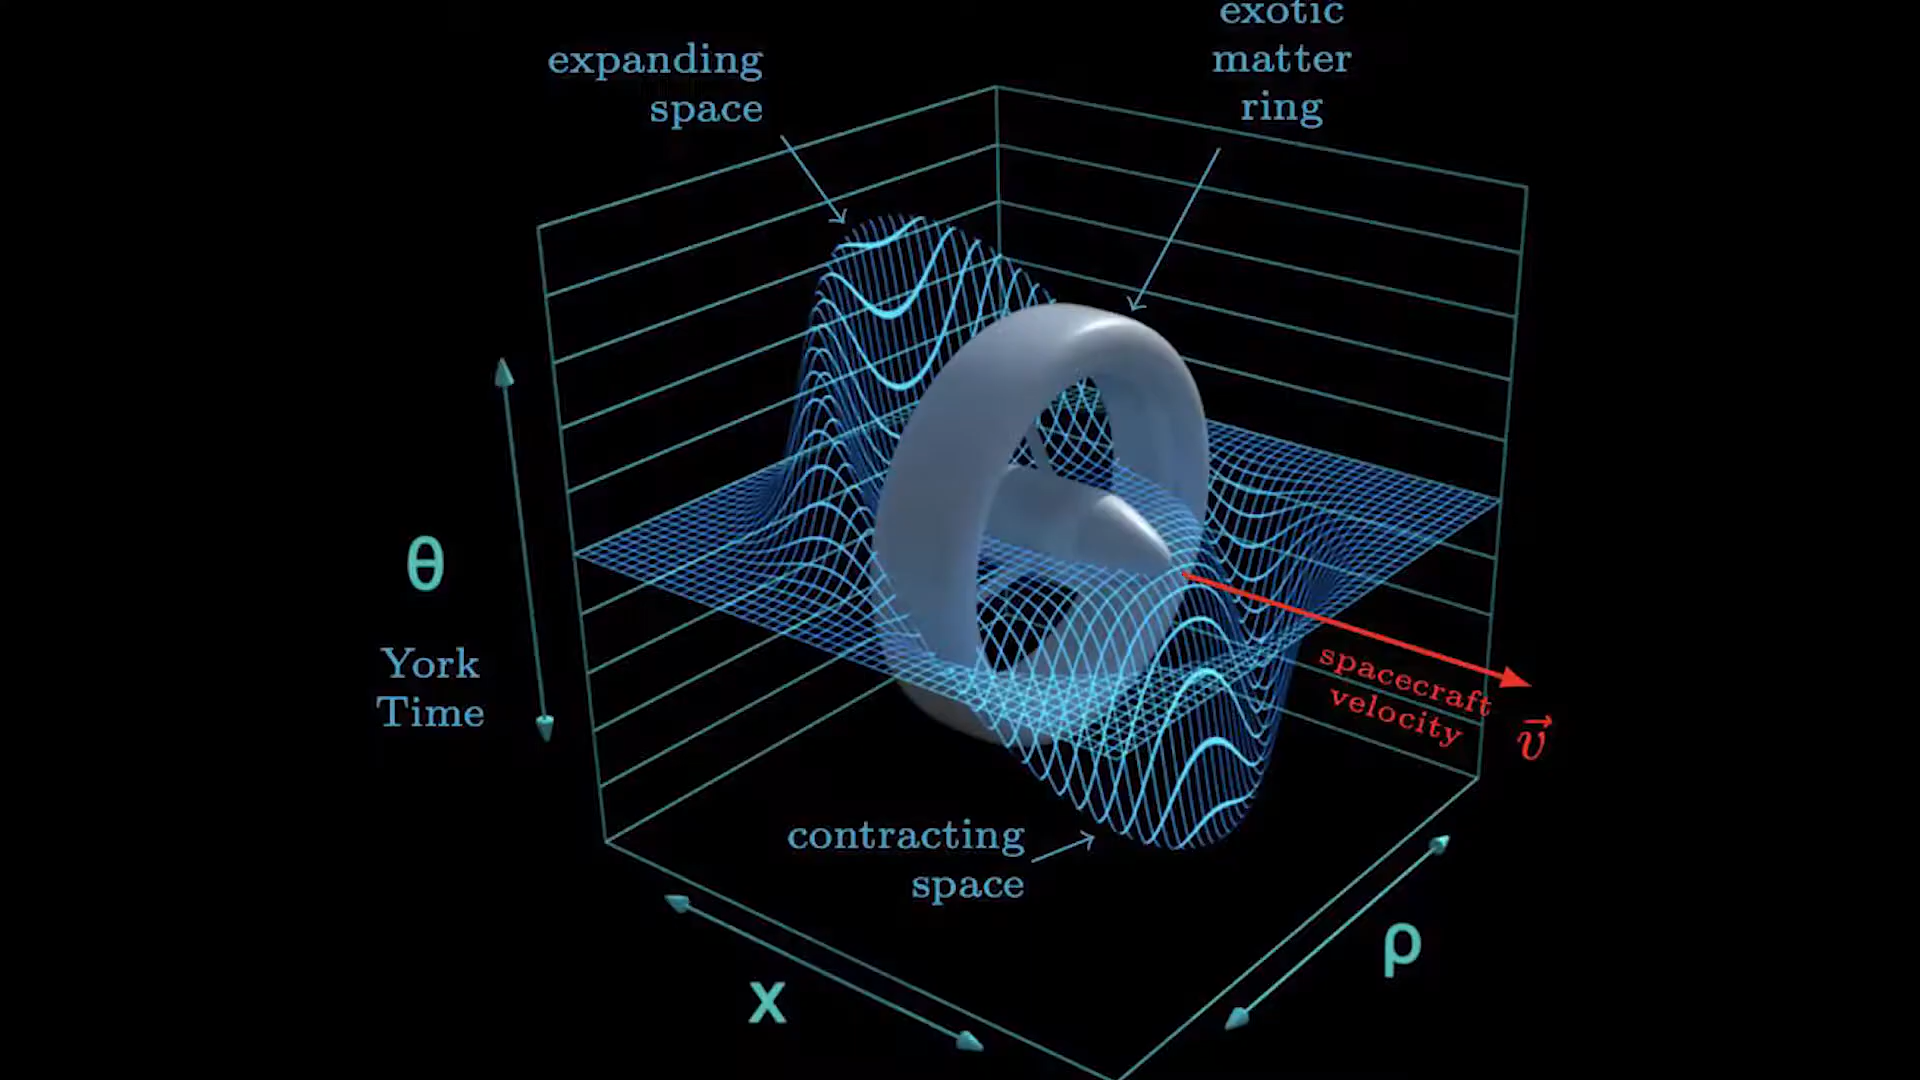 expanding
space
exotic
matter
ring
θ
York
Time
spacecraft
velocity
v⃗
contracting
space
x
ρ